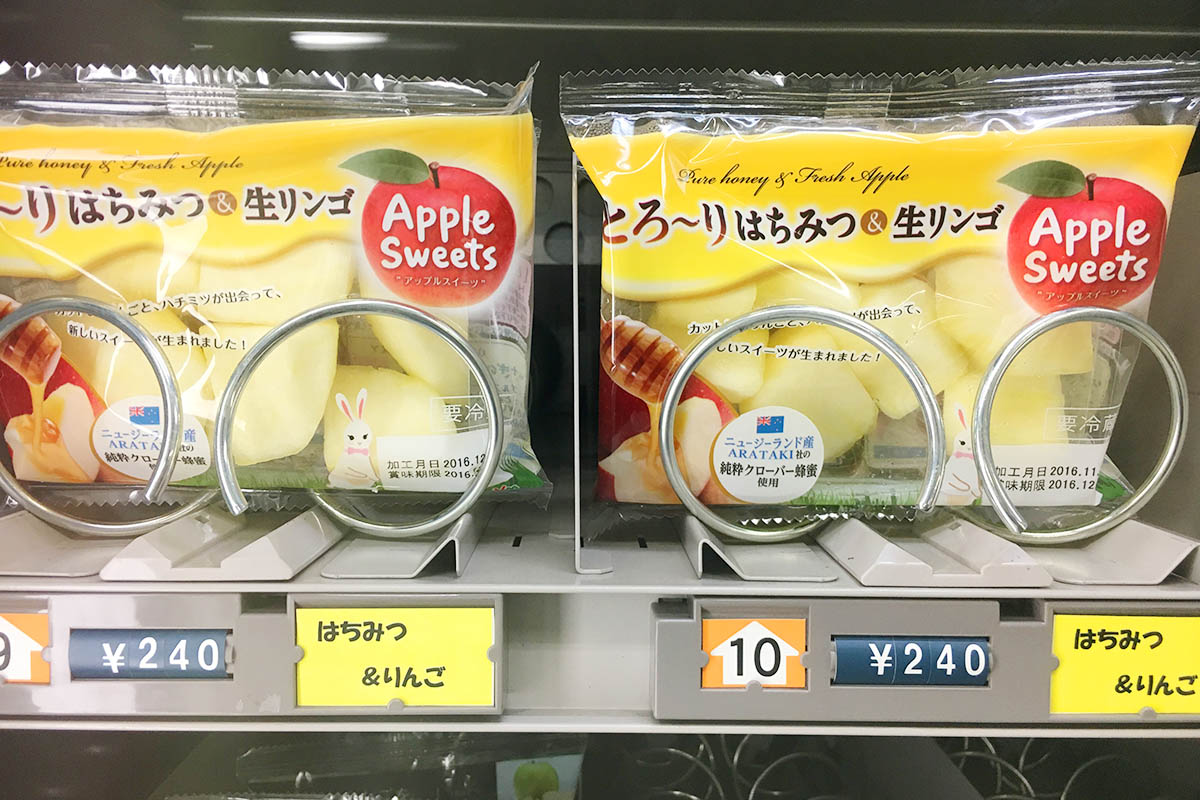 Pure honey & Fresh Apple
〜りはちみつ&生リンゴ
Apple
Sweets
"アップルスイーツ"
ハチミツが出会って、
新しいスイーツが生まれました!
ニュージーランド産
ARATAKI社の
純粋クローバー蜂蜜
使用
要冷
加工月日 2016.12
賞味期限 2016.
Pure honey & Fresh Apple
とろ〜りはちみつ&生リンゴ
Apple
Sweets
"アップルスイーツ"
カット
が出会って、
しいスイーツが生まれました!
ニュージーランド産
ARATAKI社の
純粋クローバー蜂蜜
使用
要冷蔵
加工月日 2016.11
賞味期限 2016.12
9
¥240
はちみつ
&りんご
10
¥240
はちみつ
&りんご